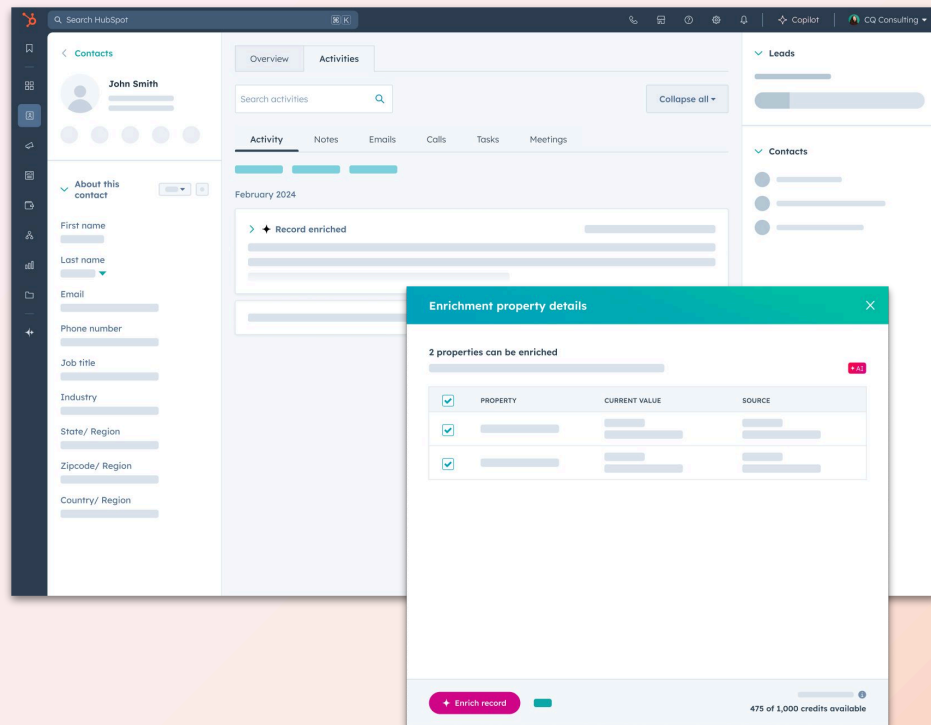 Search HubSpot
⌘ K
Copilot
CQ Consulting
Contacts
John Smith
About this
contact
First name
Last name
Email
Phone number
Job title
Industry
State/ Region
Zipcode/ Region
Country/ Region
Overview
Activities
Search activities
Collapse all
Activity
Notes
Emails
Calls
Tasks
Meetings
February 2024
Record enriched
Leads
Contacts
Enrichment property details
2 properties can be enriched
AI
PROPERTY
CURRENT VALUE
SOURCE
Enrich record
475 of 1,000 credits available